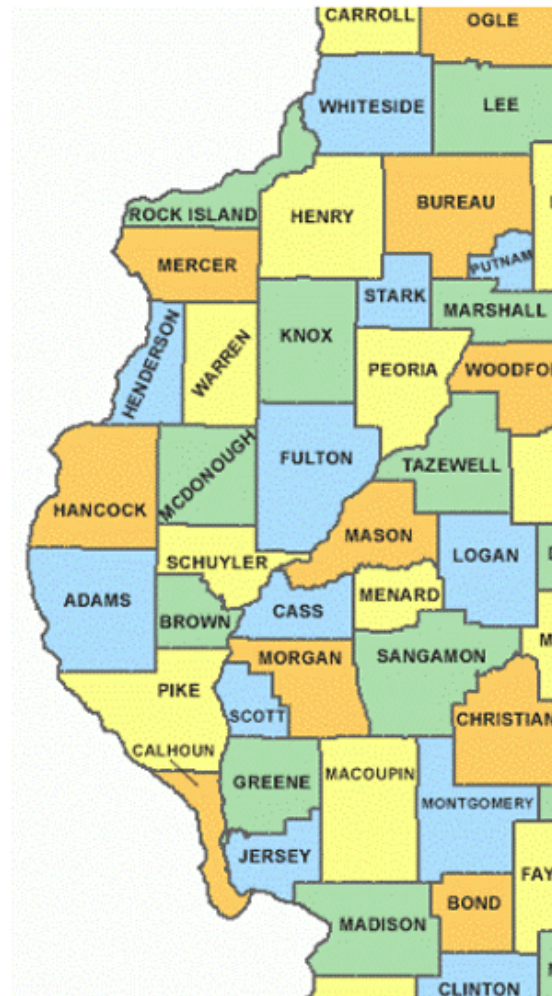 CARROLL
OGLE
WHITESIDE
LEE
ROCK ISLAND
HENRY
BUREAU
PUTNAM
MERCER
STARK
MARSHALL
HENDERSON
WARREN
KNOX
PEORIA
WOODFO
MCDONOUGH
FULTON
TAZEWELL
HANCOCK
MASON
LOGAN
SCHUYLER
ADAMS
CASS
MENARD
BROWN
M
MORGAN
SANGAMON
PIKE
SCOTT
CHRISTIAN
CALHOUN
GREENE
MACOUPIN
MONTGOMERY
JERSEY
FAY
BOND
MADISON
CLINTON